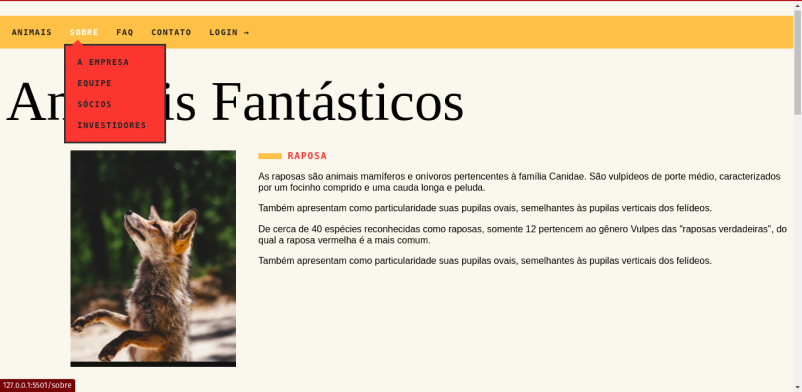 ANIMAIS SOBRE FAQ CONTATO LOGIN →
A EMPRESA
EQUIPE
SÓCIOS
INVESTIDORES
An is Fantásticos
RAPOSA
As raposas são animais mamíferos e onívoros pertencentes à família Canidae. São vulpídeos de porte médio, caracterizados
por um focinho comprido e uma cauda longa e peluda.
Também apresentam como particularidade suas pupilas ovais, semelhantes às pupilas verticais dos felídeos.
De cerca de 40 espécies reconhecidas como raposas, somente 12 pertencem ao gênero Vulpes das "raposas verdadeiras", do
qual a raposa vermelha é a mais comum.
Também apresentam como particularidade suas pupilas ovais, semelhantes às pupilas verticais dos felídeos.
127.0.0.1:5501/sobre